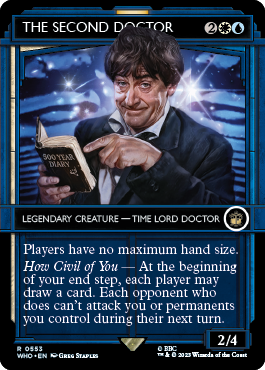 THE SECOND DOCTOR 2
500 YEAR
DIARY
LEGENDARY CREATURE — TIME LORD DOCTOR
Players have no maximum hand size.
How Civil of You — At the beginning
of your end step, each player may
draw a card. Each opponent who
does can't attack you or permanents
you control during their next turn.
2/4
R 0553
WHO • EN GREG STAPLES
© BBC
™ & © 2023 Wizards of the Coast